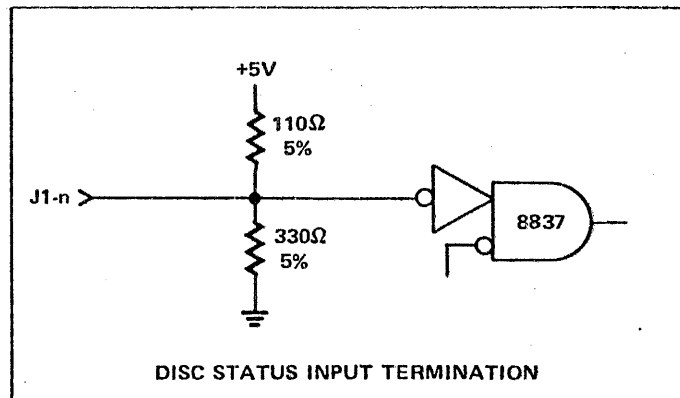 +5V
110Ω
5%
J1-n
8837
330Ω
5%
DISC STATUS INPUT TERMINATION